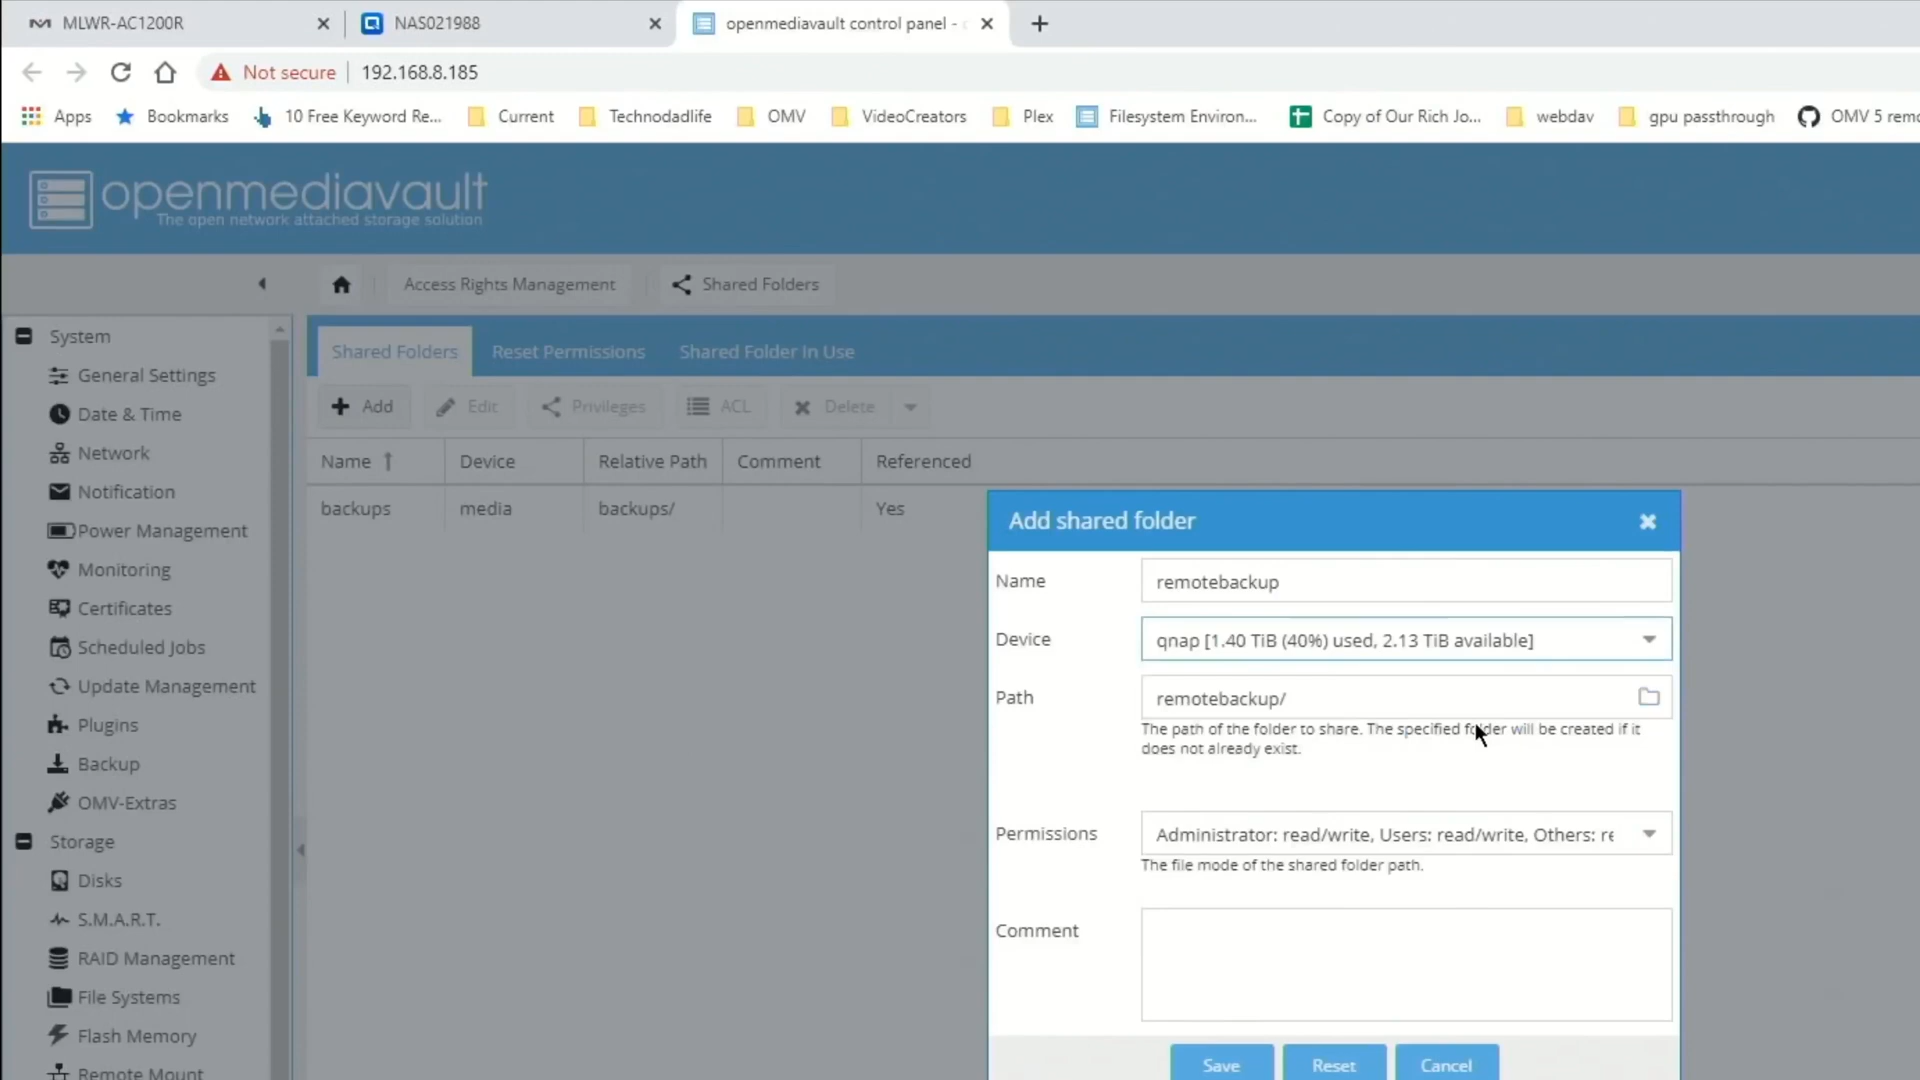 MLWR-AC1200R
NAS021988
openmediavault control panel -
Not secure
192.168.8.185
Apps
Bookmarks
10 Free Keyword Re...
Current
Technodadlife
OMV
VideoCreators
Plex
Filesystem Environ...
Copy of Our Rich Jo...
webdav
gpu passthrough
OMV 5 remo
openmediavault
The open network attached storage solution
Access Rights Management
Shared Folders
System
General Settings
Date & Time
Network
Notification
Power Management
Monitoring
Certificates
Scheduled Jobs
Update Management
Plugins
Backup
OMV-Extras
Storage
Disks
S.M.A.R.T.
RAID Management
File Systems
Flash Memory
Remote Mount
Shared Folders
Reset Permissions
Shared Folder In Use
Add
Edit
Privileges
ACL
Delete
Name
Device
Relative Path
Comment
Referenced
backups
media
backups/
Yes
Add shared folder
Name
remotebackup
Device
qnap [1.40 TiB (40%) used, 2.13 TiB available]
Path
remotebackup/
The path of the folder to share. The specified folder will be created if it
does not already exist.
Permissions
Administrator: read/write, Users: read/write, Others: re
The file mode of the shared folder path.
Comment
Save
Reset
Cancel